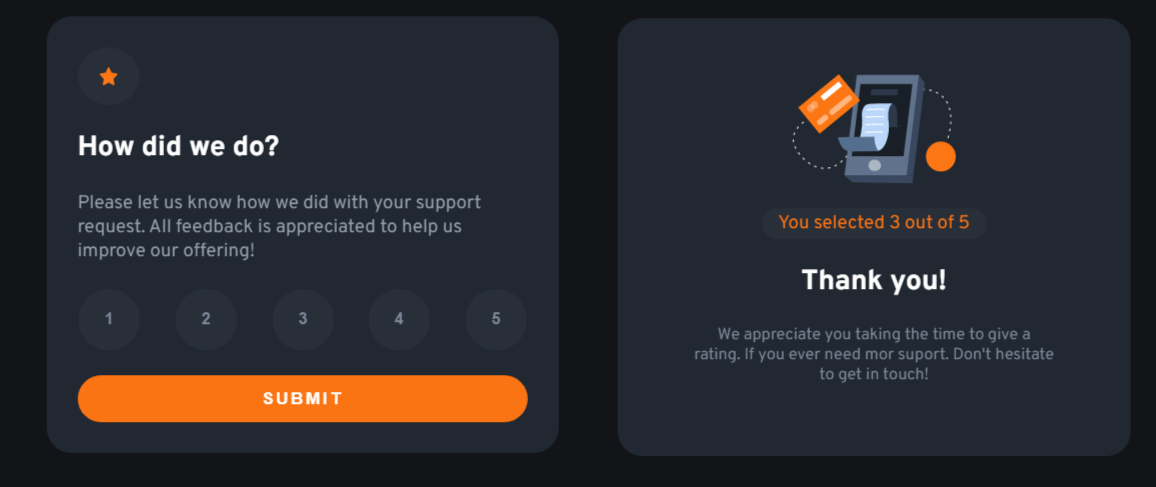 How did we do?
Please let us know how we did with your support
request. All feedback is appreciated to help us
improve our offering!
1 2 3 4 5
SUBMIT
You selected 3 out of 5
Thank you!
We appreciate you taking the time to give a
rating. If you ever need mor suport. Don't hesitate
to get in touch!